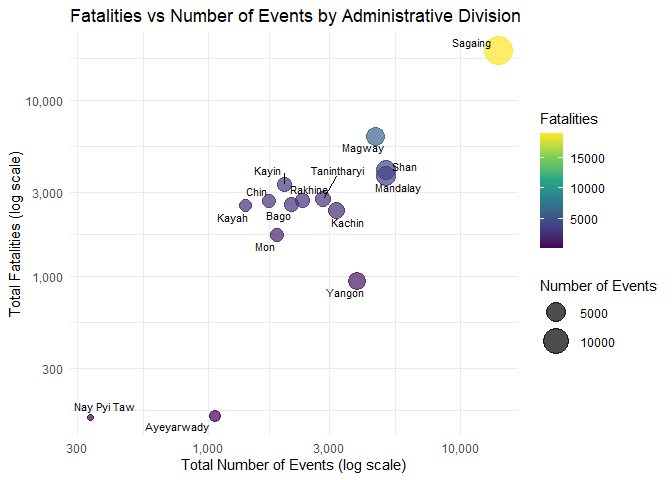 Fatalities vs Number of Events by Administrative Division
Sagaing
Magway
Shan
Mandalay
Kayin
Tanintharyi
Chin
Rakhine
Kayah
Bago
Kachin
Mon
Yangon
Nay Pyi Taw
Ayeyarwady
10,000
3,000
1,000
300
Total Fatalities (log scale)
300
1,000
3,000
10,000
Total Number of Events (log scale)
Fatalities
15000
10000
5000
Number of Events
5000
10000